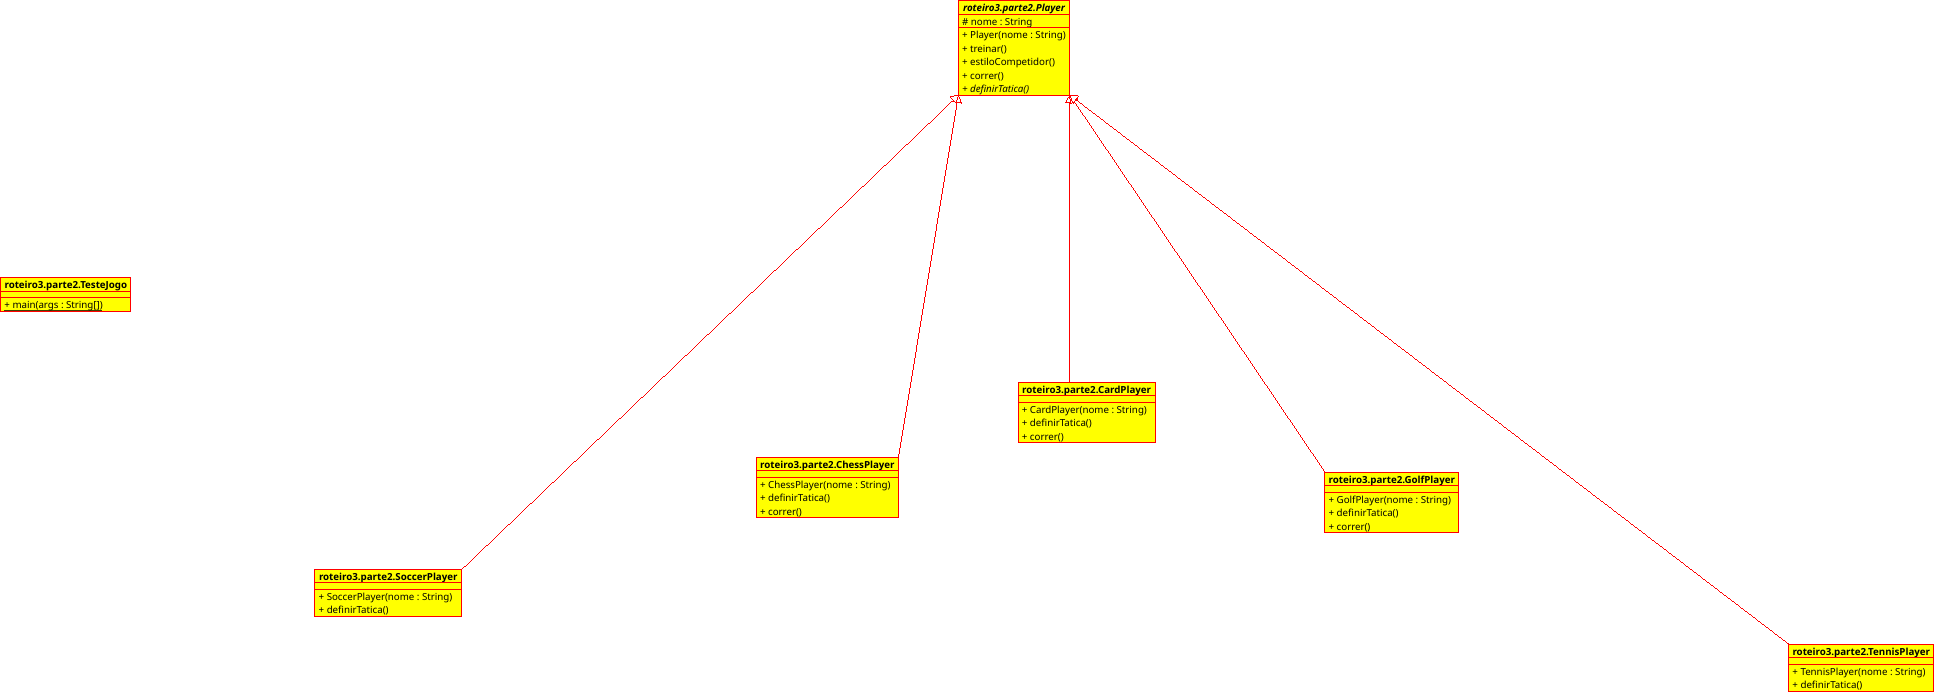 roteiro3.parte2.Player
# nome : String
+ Player(nome : String)
+ treinar()
+ estiloCompetidor()
+ correr()
+ definirTatica()
roteiro3.parte2.TesteJogo
+ main(args : String[])
roteiro3.parte2.CardPlayer
+ CardPlayer(nome : String)
+ definirTatica()
+ correr()
roteiro3.parte2.ChessPlayer
+ ChessPlayer(nome : String)
+ definirTatica()
+ correr()
roteiro3.parte2.GolfPlayer
+ GolfPlayer(nome : String)
+ definirTatica()
+ correr()
roteiro3.parte2.SoccerPlayer
+ SoccerPlayer(nome : String)
+ definirTatica()
roteiro3.parte2.TennisPlayer
+ TennisPlayer(nome : String)
+ definirTatica()